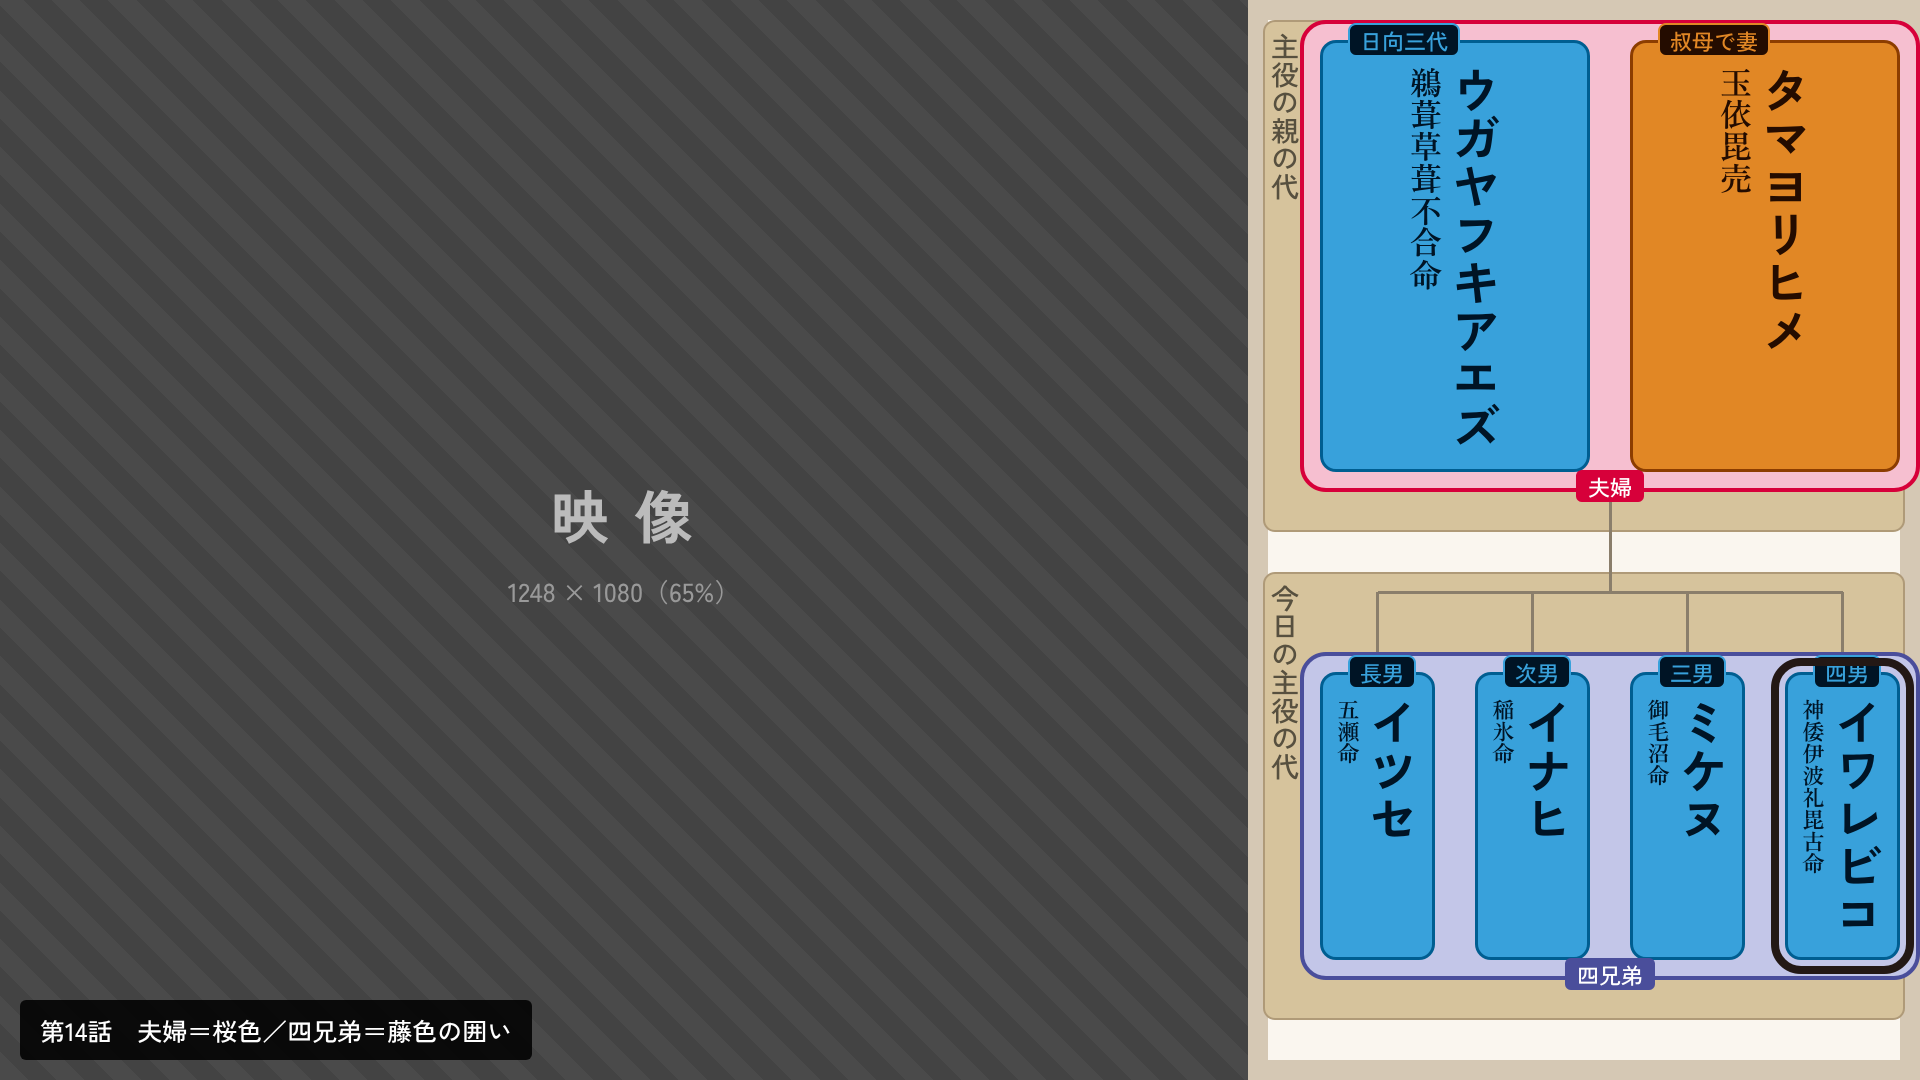 映像
1248 × 1080（65%）
第14話　夫婦＝桜色／四兄弟＝藤色の囲い
主役の親の代
日向三代
ウガヤフキアエズ
鵜葺草葺不合命
叔母で妻
タマヨリヒメ
玉依毘売
夫婦
今日の主役の代
長男
イツセ
五瀬命
次男
イナヒ
稲氷命
三男
ミケヌ
御毛沼命
四男
イワレビコ
神倭伊波礼毘古命
四兄弟